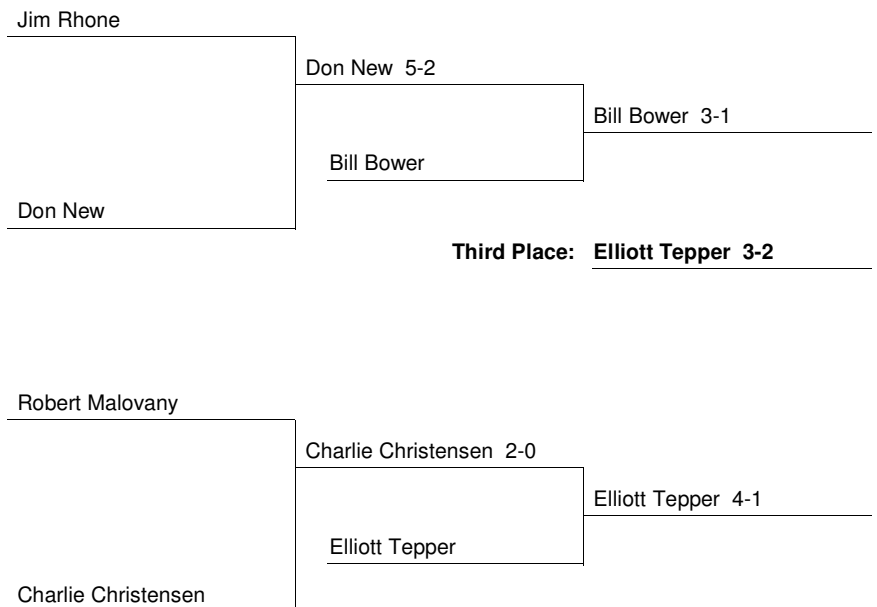 Jim Rhone
Don New 5-2
Bill Bower 3-1
Bill Bower
Don New
Third Place: Elliott Tepper 3-2
Robert Malovany
Charlie Christensen 2-0
Elliott Tepper 4-1
Elliott Tepper
Charlie Christensen